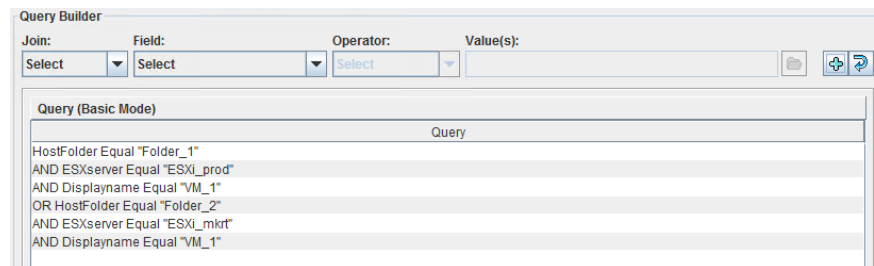 Query Builder
Join: Field: Operator: Value(s):
Select Select Select
Query (Basic Mode)
Query
HostFolder Equal "Folder_1"
AND ESXserver Equal "ESXi_prod"
AND Displayname Equal "VM_1"
OR HostFolder Equal "Folder_2"
AND ESXserver Equal "ESXi_mkrt"
AND Displayname Equal "VM_1"